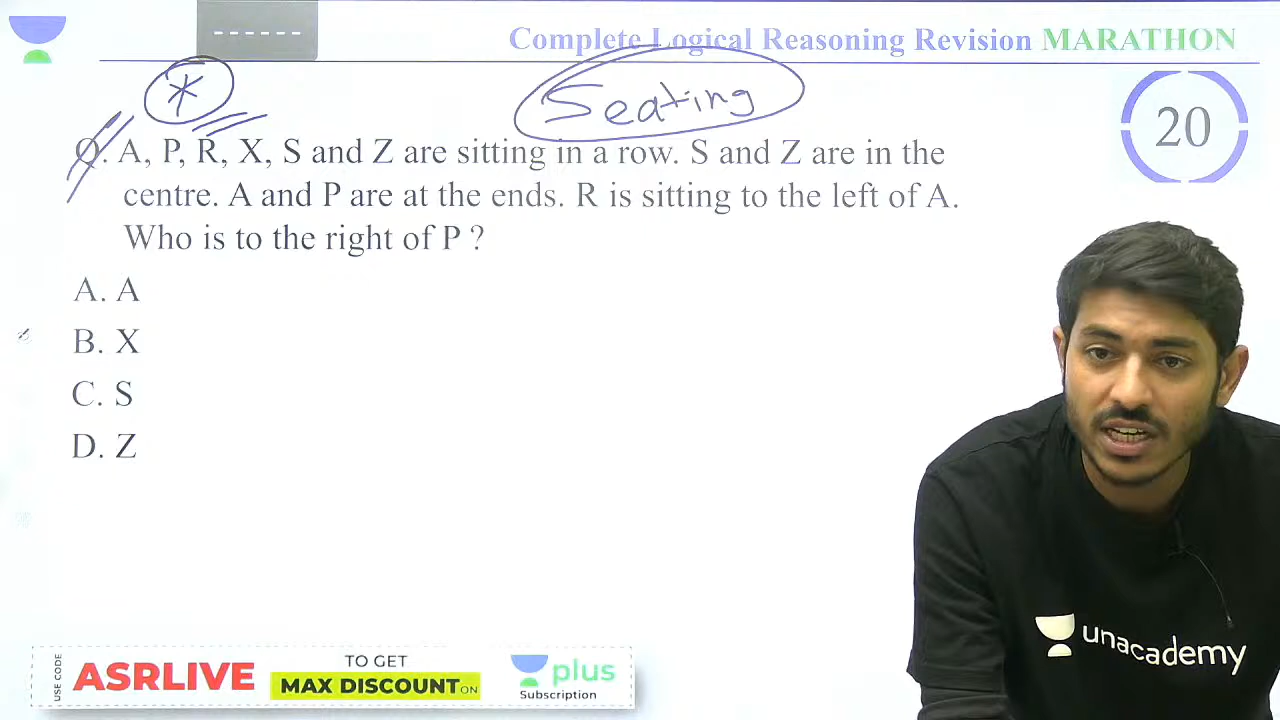 Complete Logical Reasoning Revision MARATHON
*
Seating
20
Q. A, P, R, X, S and Z are sitting in a row. S and Z are in the
centre. A and P are at the ends. R is sitting to the left of A.
Who is to the right of P ?
A. A
B. X
C. S
D. Z
unacademy
USE CODE
ASRLIVE
TO GET
MAX DISCOUNT ON
plus
Subscription